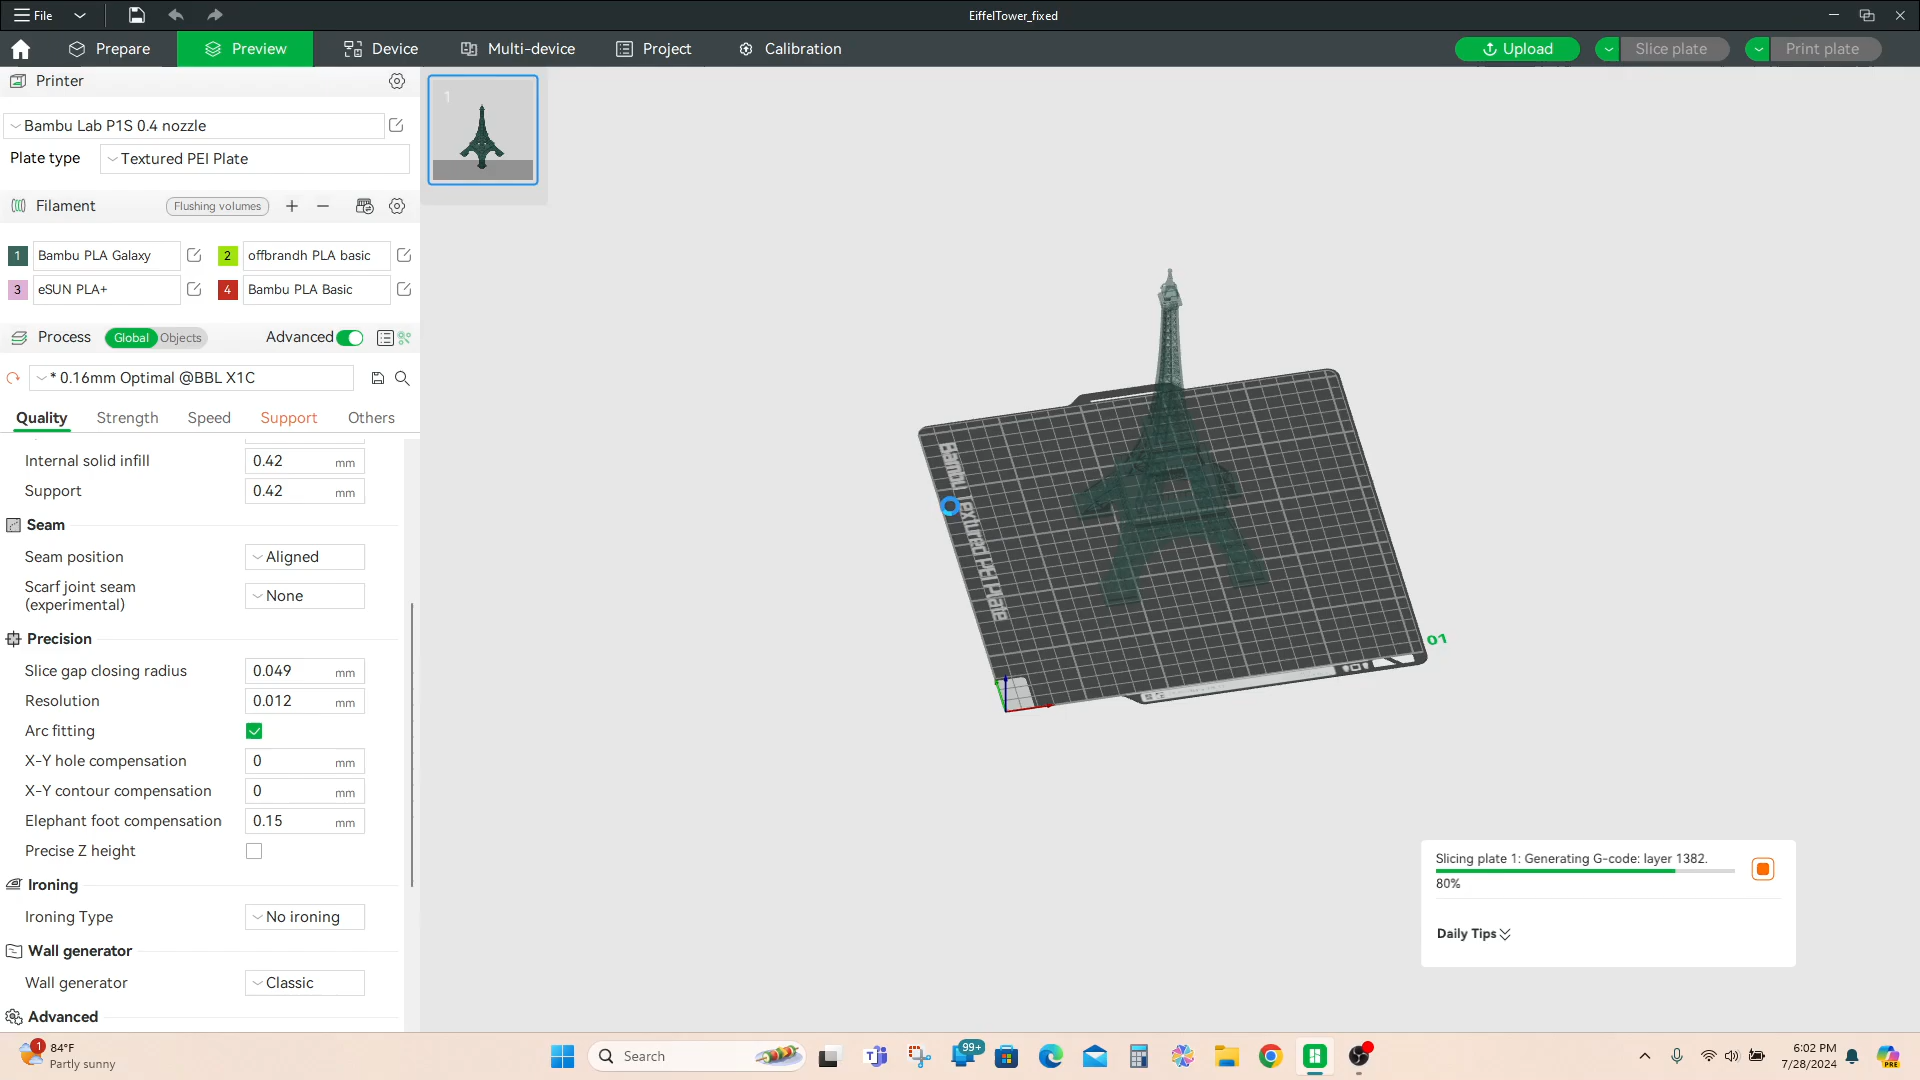 File
EiffelTower_fixed
Prepare
Preview
Device
Multi-device
Project
Calibration
Upload
Slice plate
Print plate
Printer
Bambu Lab P1S 0.4 nozzle
Plate type
Textured PEI Plate
Filament
Flushing volumes
1 Bambu PLA Galaxy
2 offbrandh PLA basic
3 eSUN PLA+
4 Bambu PLA Basic
Process
Global
Objects
Advanced
* 0.16mm Optimal @BBL X1C
Quality
Strength
Speed
Support
Others
Internal solid infill 0.42 mm
Support 0.42 mm
Seam
Seam position Aligned
Scarf joint seam
(experimental) None
Precision
Slice gap closing radius 0.049 mm
Resolution 0.012 mm
Arc fitting
X-Y hole compensation 0 mm
X-Y contour compensation 0 mm
Elephant foot compensation 0.15 mm
Precise Z height
Ironing
Ironing Type No ironing
Wall generator
Wall generator Classic
Advanced
1
Bambu Textured PEI Plate
01
Slicing plate 1: Generating G-code: layer 1382.
80%
Daily Tips
1
84°F
Partly sunny
Search
99+
6:02 PM
7/28/2024
PRE